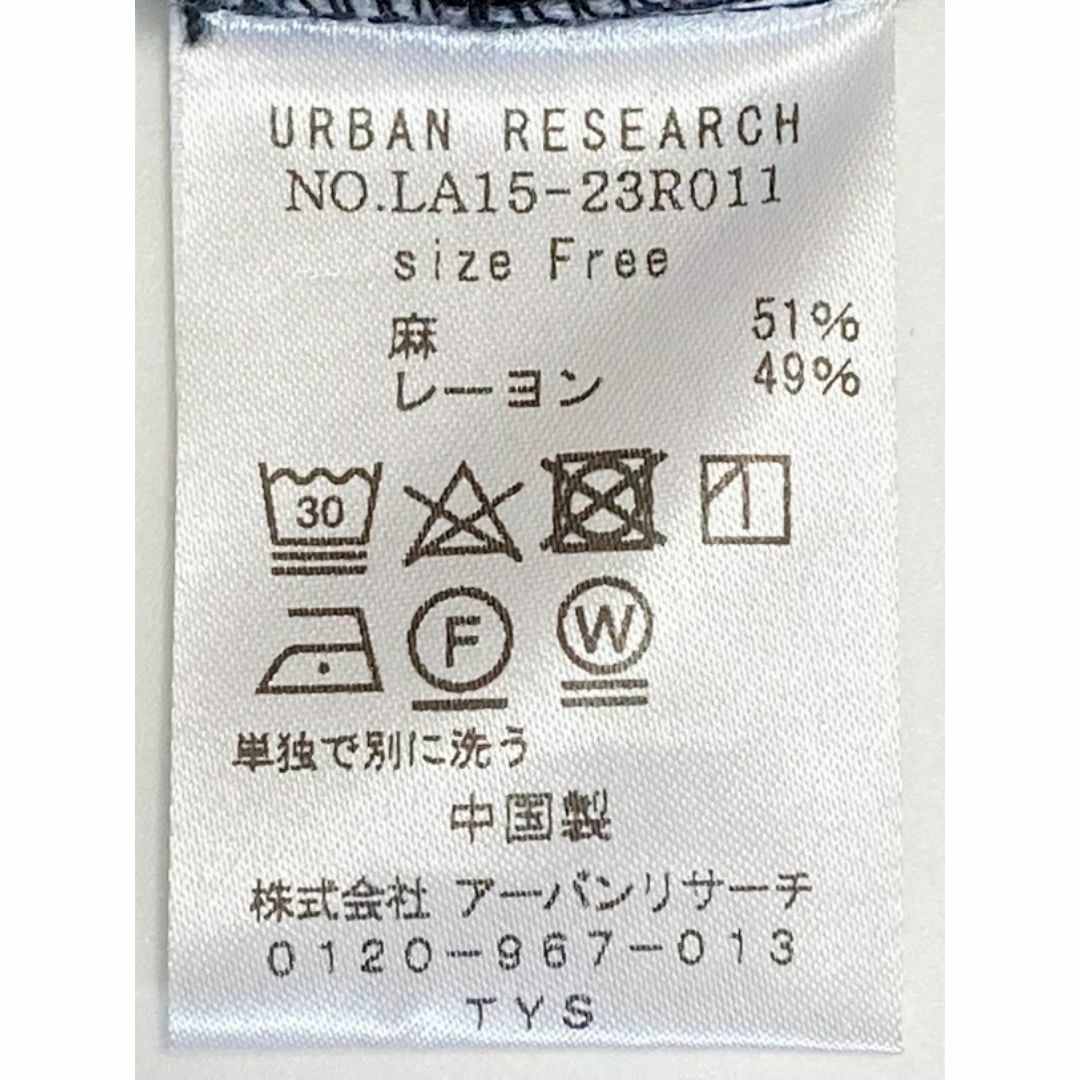 URBAN RESEARCH
NO.LA15-23R011
size Free
麻 51%
レーヨン 49%
30
F W
単独で別に洗う
中国製
株式会社 アーバンリサーチ
0120-967-013
TYS